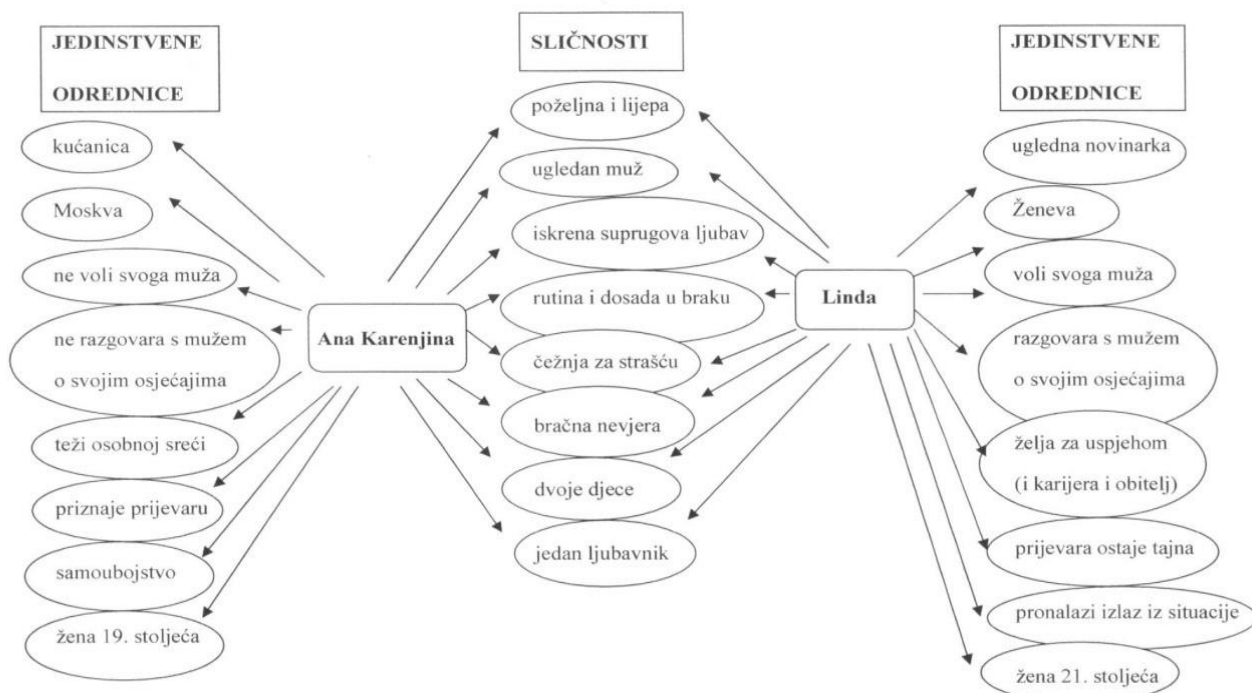 JEDINSTVENE
ODREDNICE
kućanica
Moskva
ne voli svoga muža
ne razgovara s mužem
o svojim osjećajima
teži osobnoj sreći
priznaje prijevaru
samoubojstvo
žena 19. stoljeća
Ana Karenjina
SLIČNOSTI
poželjna i lijepa
ugledan muž
iskrena suprugova ljubav
rutina i dosada u braku
čežnja za strašću
bračna nevjera
dvoje djece
jedan ljubavnik
Linda
JEDINSTVENE
ODREDNICE
ugledna novinarka
Ženeva
voli svoga muža
razgovara s mužem
o svojim osjećajima
želja za uspjehom
(i karijera i obitelj)
prijevara ostaje tajna
pronalazi izlaz iz situacije
žena 21. stoljeća